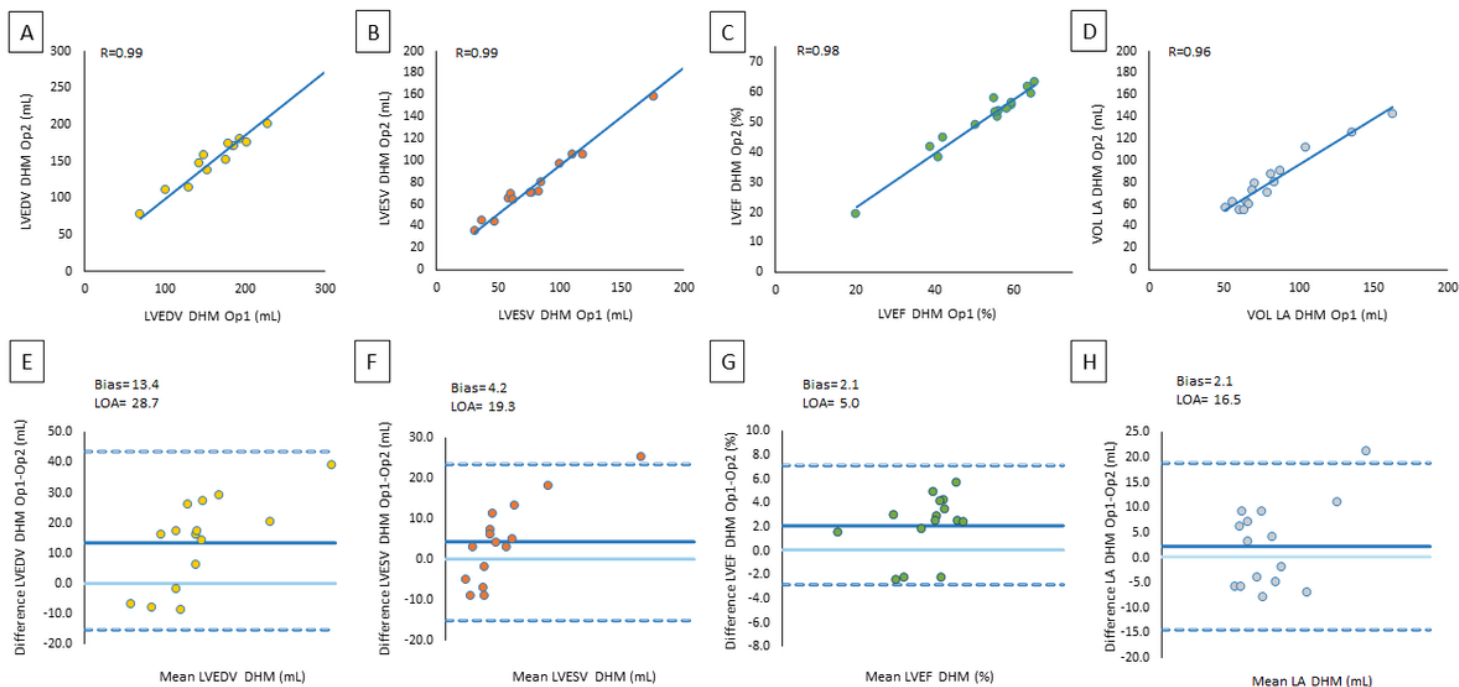 A
R=0.99
LVEDV DHM Op2 (mL)
300
250
200
150
100
50
0
0 100 200 300
LVEDV DHM Op1 (mL)
B
R=0.99
LVESV DHM Op2 (mL)
200
180
160
140
120
100
80
60
40
20
0
0 50 100 150 200
LVESV DHM Op1 (mL)
C
R=0.98
LVEF DHM Op2 (%)
70
60
50
40
30
20
10
0
0 20 40 60
LVEF DHM Op1 (%)
D
R=0.96
VOL LA DHM Op2 (mL)
200
180
160
140
120
100
80
60
40
20
0
0 50 100 150 200
VOL LA DHM Op1 (mL)
E
Bias=13.4
LOA= 28.7
Difference LVEDV DHM Op1-Op2 (mL)
50.0
40.0
30.0
20.0
10.0
0.0
-10.0
-20.0
Mean LVEDV DHM (mL)
F
Bias=4.2
LOA= 19.3
Difference LVESV DHM Op1-Op2 (mL)
30.0
20.0
10.0
0.0
-10.0
-20.0
Mean LVESV DHM (mL)
G
Bias=2.1
LOA= 5.0
Difference LVEF DHM Op1-Op2 (%)
10.0
8.0
6.0
4.0
2.0
0.0
-2.0
-4.0
-6.0
-8.0
Mean LVEF DHM (%)
H
Bias=2.1
LOA= 16.5
Difference LA DHM Op1-Op2 (mL)
25.0
20.0
15.0
10.0
5.0
0.0
-5.0
-10.0
-15.0
-20.0
Mean LA DHM (mL)